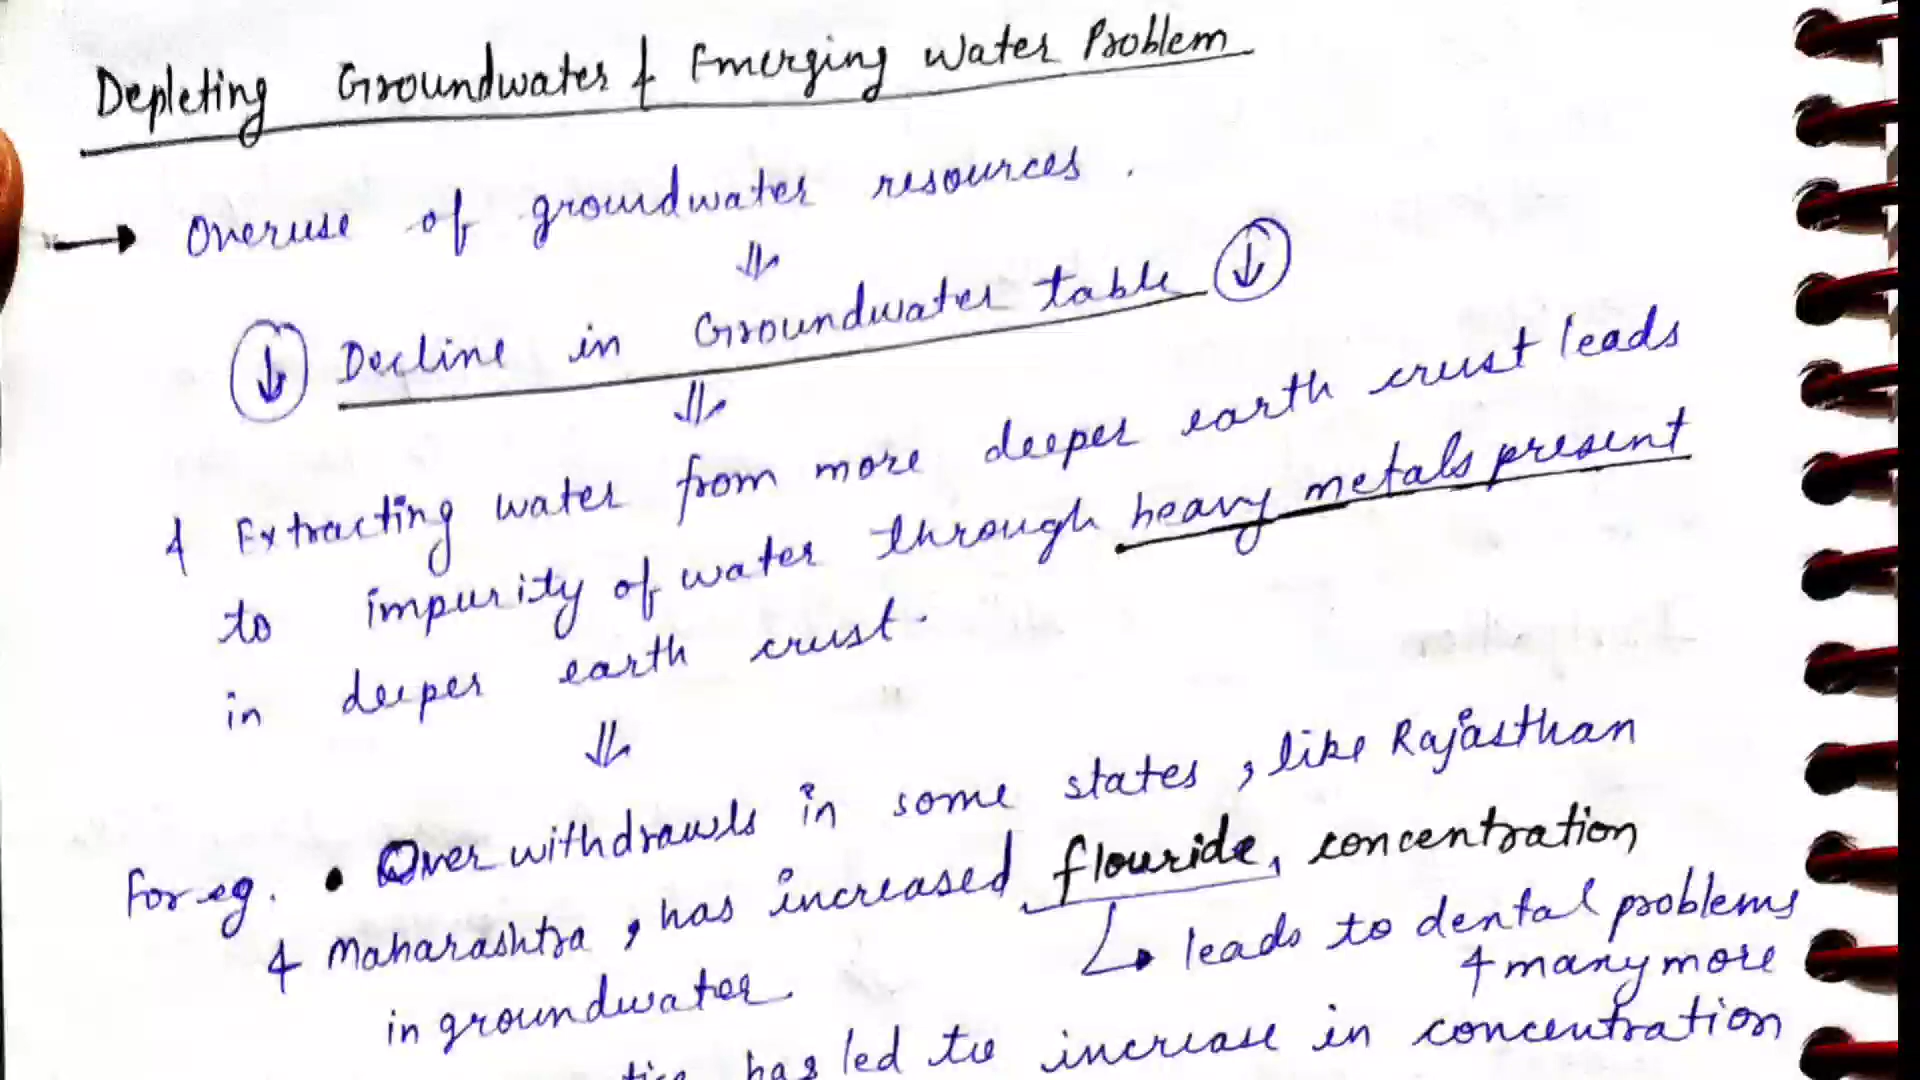 Depleting Groundwater & Emerging Water Problem
→ Overuse of groundwater resources.
⇓
↓ Decline in Groundwater table ↓
⇓
& Extracting water from more deeper earth crust leads
to impurity of water through heavy metals present
in deeper earth crust.
⇓
For eg. • Over withdrawls in some states, like Rajasthan
& Maharashtra, has increased flouride, concentration
↳ leads to dental problems
& many more
in groundwater.
has led to increase in concentration